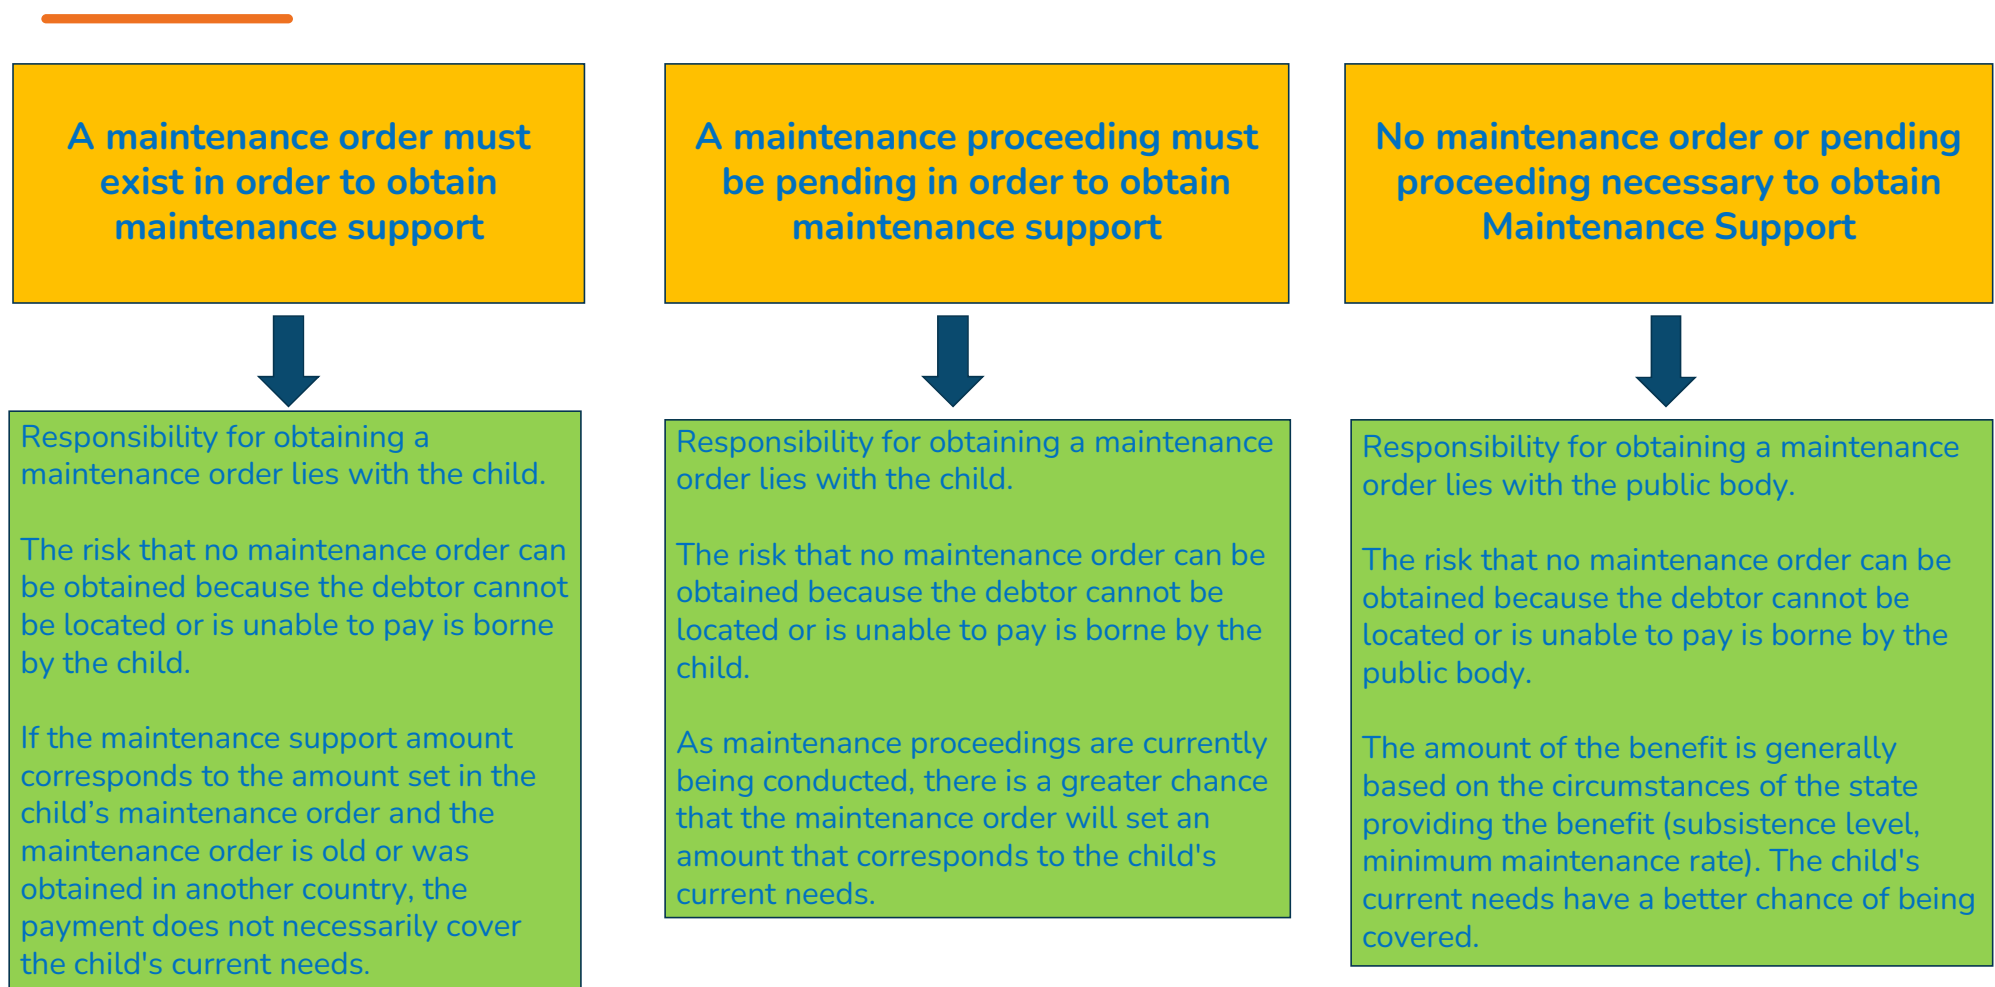 A maintenance order must
exist in order to obtain
maintenance support
A maintenance proceeding must
be pending in order to obtain
maintenance support
No maintenance order or pending
proceeding necessary to obtain
Maintenance Support
Responsibility for obtaining a
maintenance order lies with the child.
The risk that no maintenance order can
be obtained because the debtor cannot
be located or is unable to pay is borne
by the child.
If the maintenance support amount
corresponds to the amount set in the
child’s maintenance order and the
maintenance order is old or was
obtained in another country, the
payment does not necessarily cover
the child's current needs.
Responsibility for obtaining a maintenance
order lies with the child.
The risk that no maintenance order can be
obtained because the debtor cannot be
located or is unable to pay is borne by the
child.
As maintenance proceedings are currently
being conducted, there is a greater chance
that the maintenance order will set an
amount that corresponds to the child's
current needs.
Responsibility for obtaining a maintenance
order lies with the public body.
The risk that no maintenance order can be
obtained because the debtor cannot be
located or is unable to pay is borne by the
public body.
The amount of the benefit is generally
based on the circumstances of the state
providing the benefit (subsistence level,
minimum maintenance rate). The child's
current needs have a better chance of being
covered.